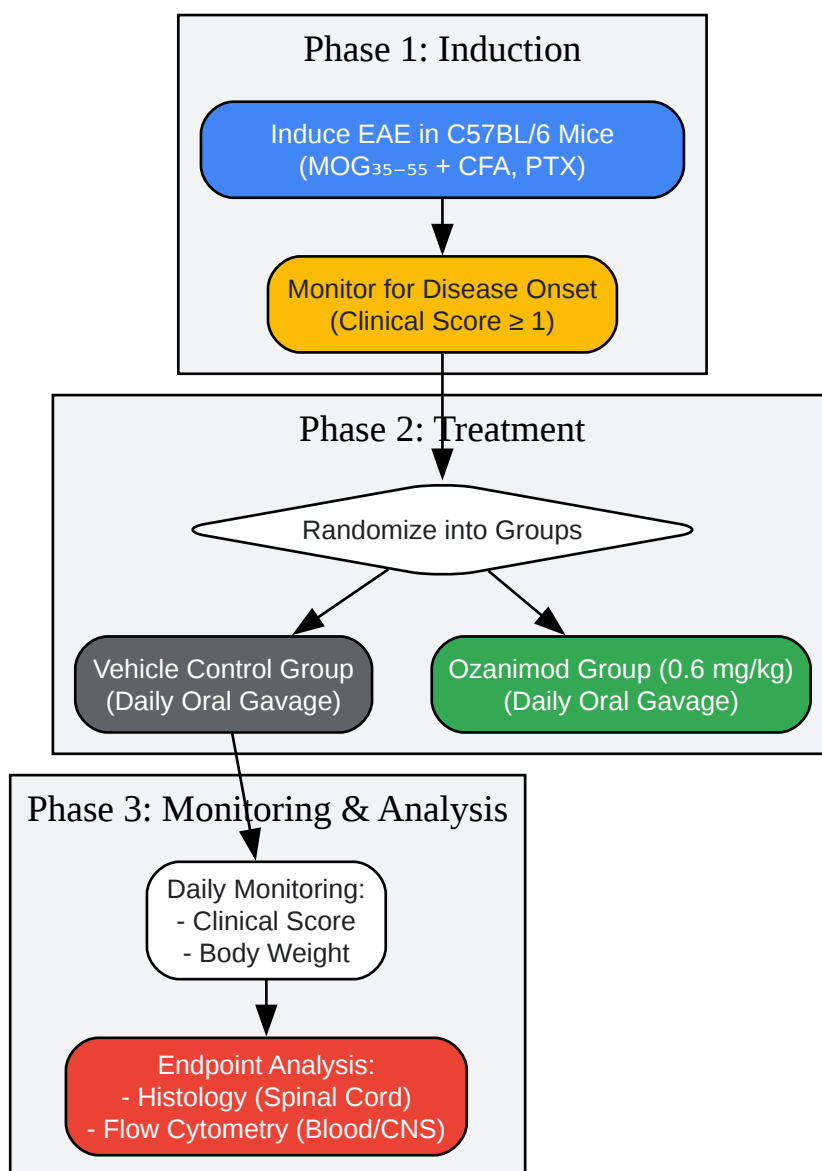 Phase 1: Induction
Induce EAE in C57BL/6 Mice
(MOG₃₅₋₅₅ + CFA, PTX)
Monitor for Disease Onset
(Clinical Score ≥ 1)
Phase 2: Treatment
Randomize into Groups
Vehicle Control Group
(Daily Oral Gavage)
Ozanimod Group (0.6 mg/kg)
(Daily Oral Gavage)
Phase 3: Monitoring & Analysis
Daily Monitoring:
- Clinical Score
- Body Weight
Endpoint Analysis:
- Histology (Spinal Cord)
- Flow Cytometry (Blood/CNS)